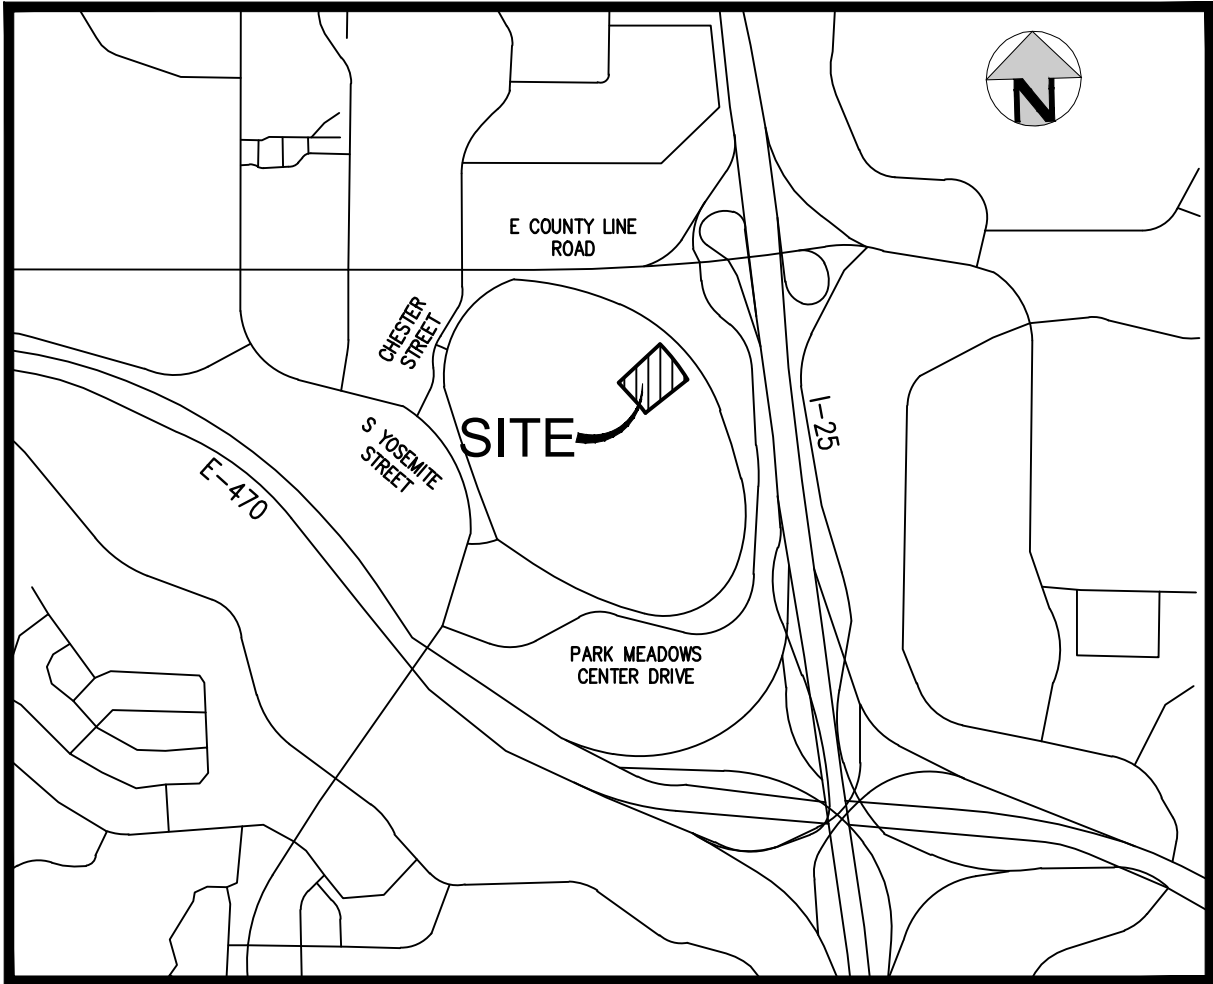 N
E COUNTY LINE
ROAD
CHESTER
STREET
I-25
S YOSEMITE
STREET
SITE
E-470
PARK MEADOWS
CENTER DRIVE